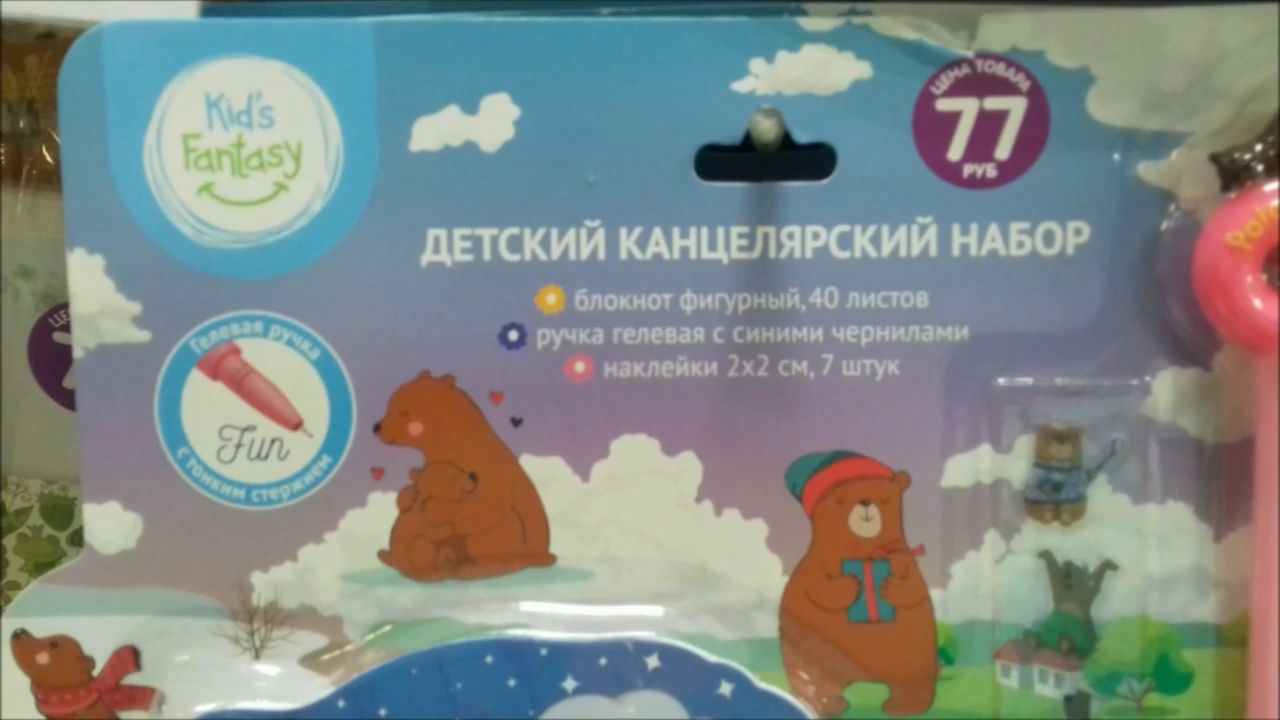 Kid's
Fantasy
ЦЕНА ТОВАРА
77
РУБ
ДЕТСКИЙ КАНЦЕЛЯРСКИЙ НАБОР
блокнот фигурный, 40 листов
ручка гелевая с синими чернилами
наклейки 2х2 см, 7 штук
Гелевая ручка
Fun
с тонким стержнем